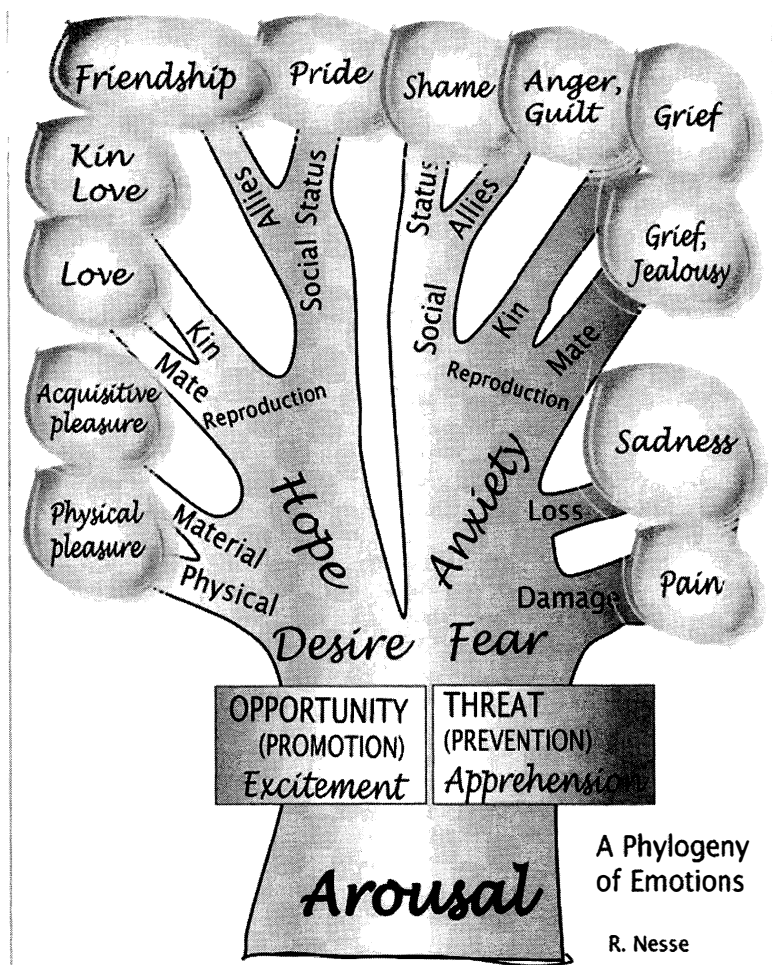 Friendship
Pride
Shame
Anger,
Guilt
Grief
Kin
Love
Allies
Social Status
Status
Allies
Social
Grief,
Jealousy
Love
Kin
Mate
Reproduction
Kin
Mate
Reproduction
Acquisitive
pleasure
Sadness
Hope
Anxiety
Physical
pleasure
Material
Physical
Loss
Damage
Pain
Desire
Fear
OPPORTUNITY
(PROMOTION)
Excitement
THREAT
(PREVENTION)
Apprehension
Arousal
A Phylogeny
of Emotions
R. Nesse